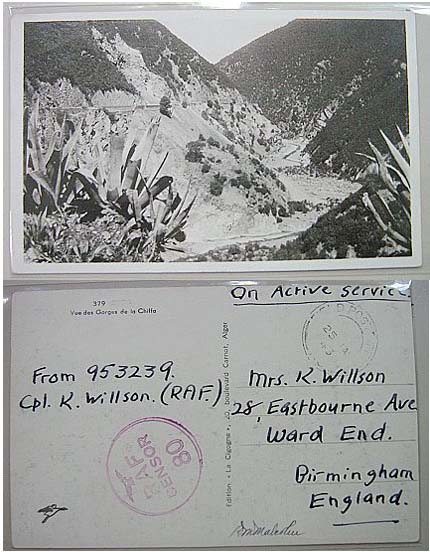 On Active Service.
379
Vue des Gorges de la Chiffa
From 953239.
Cpl. K. Willson. (RAF.)
RAF
CENSOR
80
Edition « La Cigogne », boulevard Carnot, Alger
Mrs. K. Willson
28, Eastbourne Ave
Ward End.
Birmingham
England.